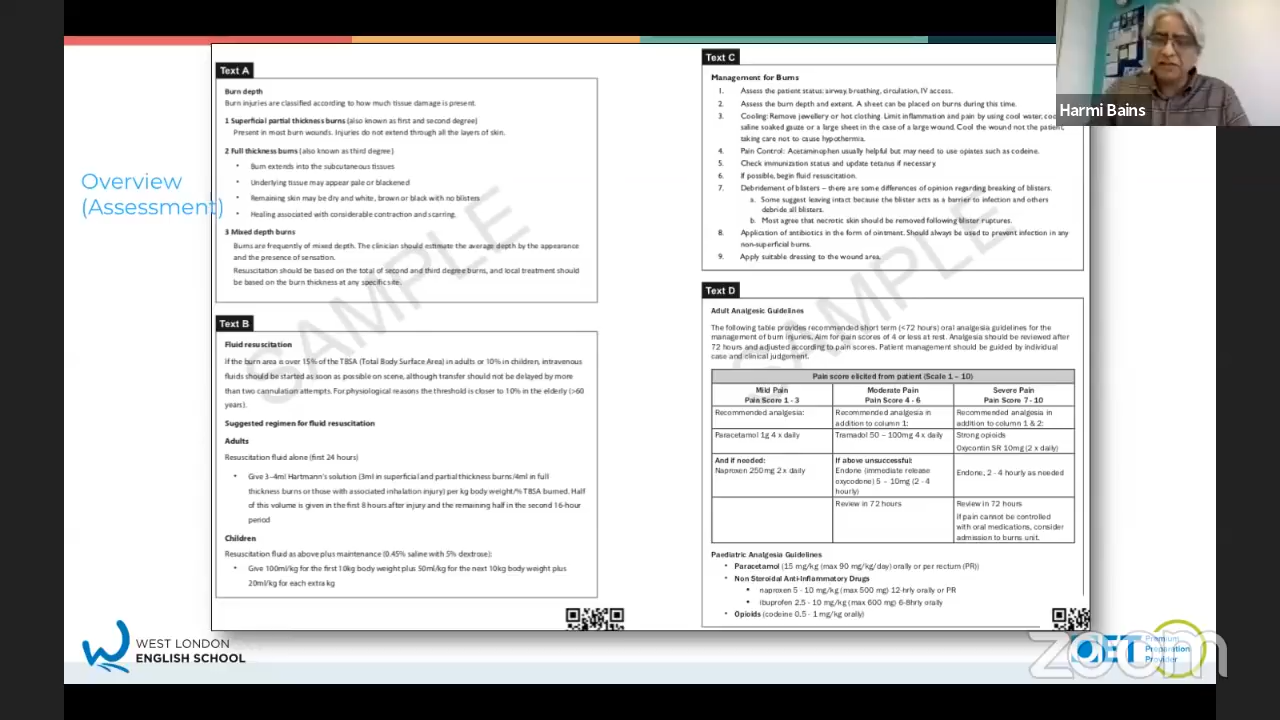 Harmi Bains
Overview
(Assessment)
Text A
Burn depth
Burn injuries are classified according to how much tissue damage is present.
1 Superficial partial thickness burns (also known as first and second degree)
Present in most burn wounds. Injuries do not extend through all the layers of skin.
2 Full thickness burns (also known as third degree)
• Burn extends into the subcutaneous tissues
• Underlying tissue may appear pale or blackened
• Remaining skin may be dry and white, brown or black with no blisters
• Healing associated with considerable contraction and scarring.
3 Mixed depth burns
Burns are frequently of mixed depth. The clinician should estimate the average depth by the appearance
and the presence of sensation.
Resuscitation should be based on the total of second and third degree burns, and local treatment should
be based on the burn thickness at any specific site.
SAMPLE
Text B
Fluid resuscitation
If the burn area is over 15% of the TBSA (Total Body Surface Area) in adults or 10% in children, intravenous
fluids should be started as soon as possible on scene, although transfer should not be delayed by more
than two cannulation attempts. For physiological reasons the threshold is closer to 10% in the elderly (>60
years).
Suggested regimen for fluid resuscitation
Adults
Resuscitation fluid alone (first 24 hours)
• Give 3–4ml Hartmann's solution (3ml in superficial and partial thickness burns/4ml in full
thickness burns or those with associated inhalation injury) per kg body weight/% TBSA burned. Half
of this volume is given in the first 8 hours after injury and the remaining half in the second 16-hour
period
Children
Resuscitation fluid as above plus maintenance (0.45% saline with 5% dextrose):
• Give 100ml/kg for the first 10kg body weight plus 50ml/kg for the next 10kg body weight plus
20ml/kg for each extra kg
Text C
Management for Burns
1. Assess the patient status: airway, breathing, circulation, IV access.
2. Assess the burn depth and extent. A sheet can be placed on burns during this time.
3. Cooling: Remove jewellery or hot clothing. Limit inflammation and pain by using cool water,
saline soaked gauze or a large sheet in the case of a large wound. Cool the wound not the patient,
taking care not to cause hypothermia.
4. Pain Control: Acetaminophen usually helpful but may need to use opiates such as codeine.
5. Check immunization status and update tetanus if necessary.
6. If possible, begin fluid resuscitation.
7. Debridement of blisters – there are some differences of opinion regarding breaking of blisters.
a. Some suggest leaving intact because the blister acts as a barrier to infection and others
debride all blisters.
b. Most agree that necrotic skin should be removed following blister ruptures.
8. Application of antibiotics in the form of ointment. Should always be used to prevent infection in any
non-superficial burns.
9. Apply suitable dressing to the wound area.
SAMPLE
Text D
Adult Analgesic Guidelines
The following table provides recommended short term (<72 hours) oral analgesia guidelines for the
management of burn injuries. Aim for pain scores of 4 or less at rest. Analgesia should be reviewed after
72 hours and adjusted according to pain scores. Patient management should be guided by individual
case and clinical judgement.
Pain score elicited from patient (Scale 1 – 10)
Mild Pain
Pain Score 1 - 3
Moderate Pain
Pain Score 4 - 6
Severe Pain
Pain Score 7 - 10
Recommended analgesia:
Recommended analgesia in
addition to column 1:
Recommended analgesia in
addition to column 1 & 2:
Paracetamol 1g 4 x daily
Tramadol 50 – 100mg 4 x daily
Strong opioids
Oxycontin SR 10mg (2 x daily)
And if needed:
Naproxen 250mg 2 x daily
If above unsuccessful:
Endone (immediate release
oxycodone) 5 – 10mg (2 - 4
hourly)
Endone, 2 - 4 hourly as needed
Review in 72 hours
Review in 72 hours
If pain cannot be controlled
with oral medications, consider
admission to burns unit.
Paediatric Analgesia Guidelines
• Paracetamol (15 mg/kg (max 90 mg/kg/day) orally or per rectum (PR))
• Non Steroidal Anti-Inflammatory Drugs
• naproxen 5 - 10 mg/kg (max 500 mg) 12-hrly orally or PR
• ibuprofen 2.5 - 10 mg/kg (max 600 mg) 6-8hrly orally
• Opioids (codeine 0.5 - 1 mg/kg orally)
WEST LONDON
ENGLISH SCHOOL
OET
Premium
Preparation
Provider
zoom